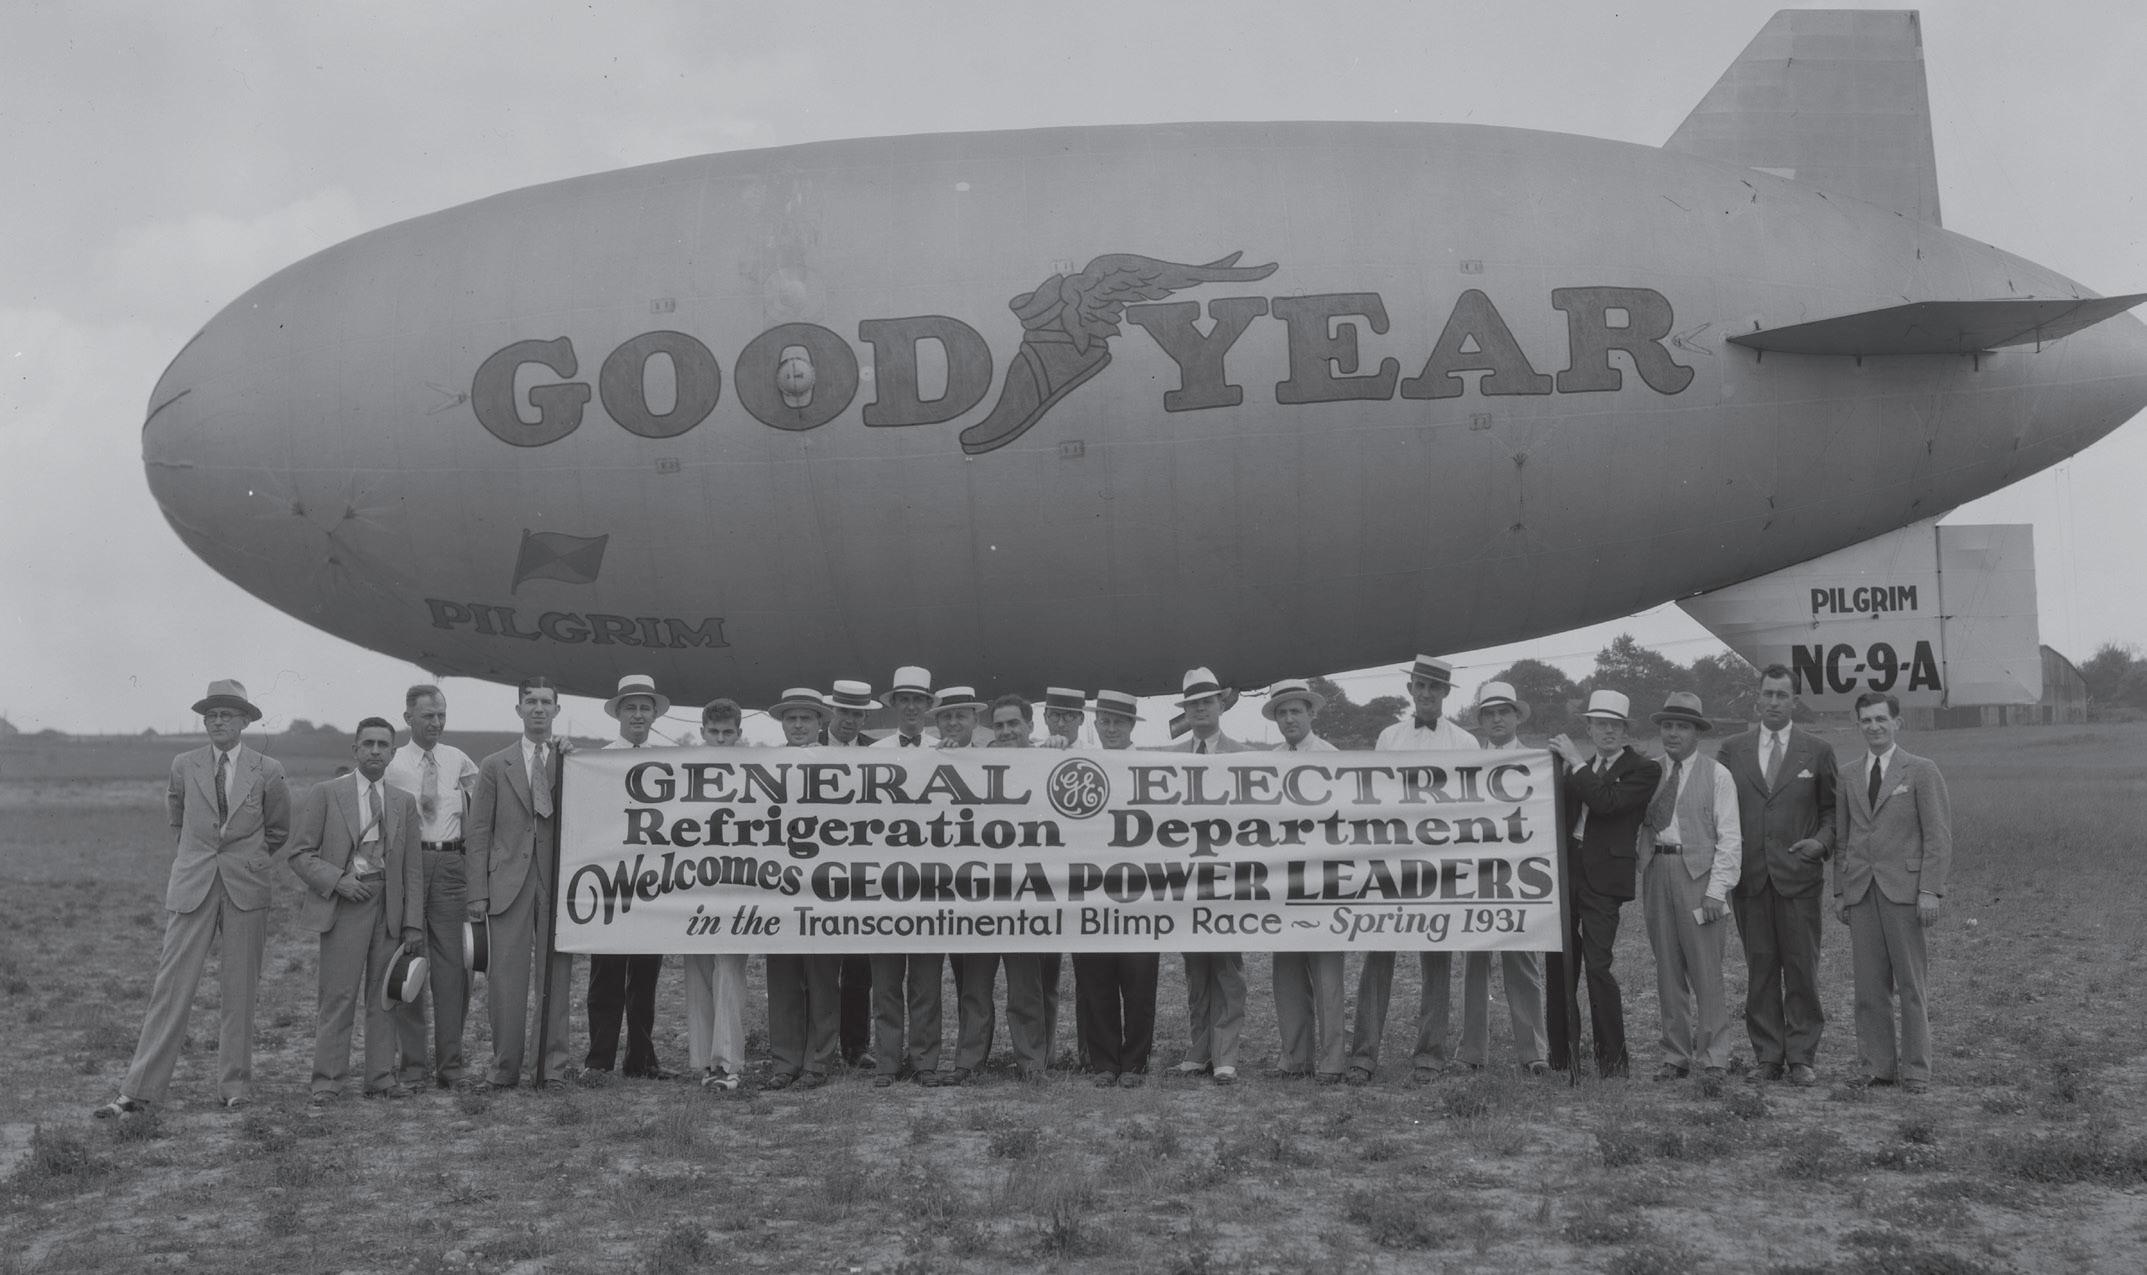 GOODYEAR
PILGRIM
PILGRIM
NC-9-A
GENERAL GE ELECTRIC
Refrigeration Department
Welcomes GEORGIA POWER LEADERS
in the Transcontinental Blimp Race ~ Spring 1931